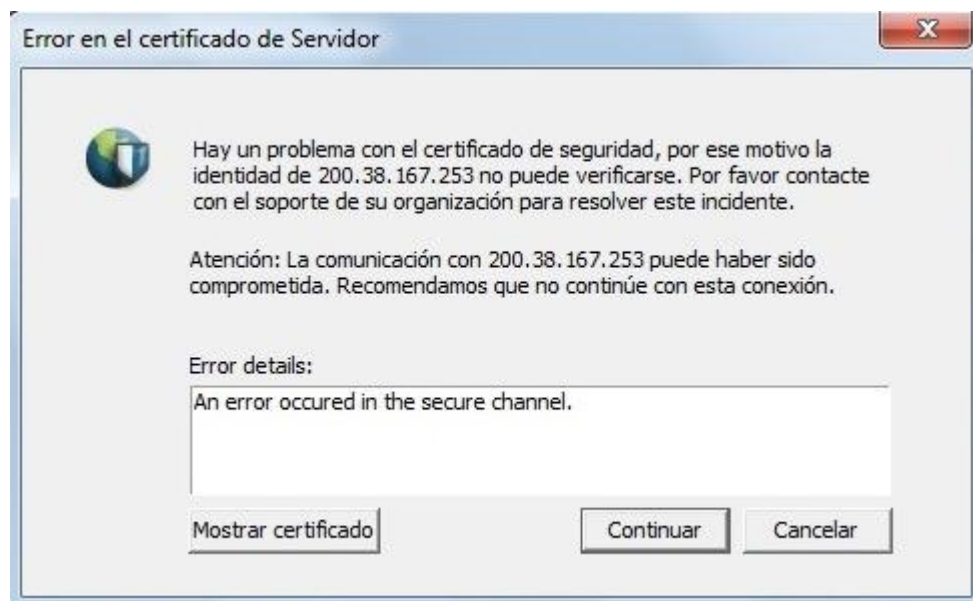 Error en el certificado de Servidor
Hay un problema con el certificado de seguridad, por ese motivo la
identidad de 200.38.167.253 no puede verificarse. Por favor contacte
con el soporte de su organización para resolver este incidente.
Atención: La comunicación con 200.38.167.253 puede haber sido
comprometida. Recomendamos que no continúe con esta conexión.
Error details:
An error occured in the secure channel.
Mostrar certificado
Continuar
Cancelar